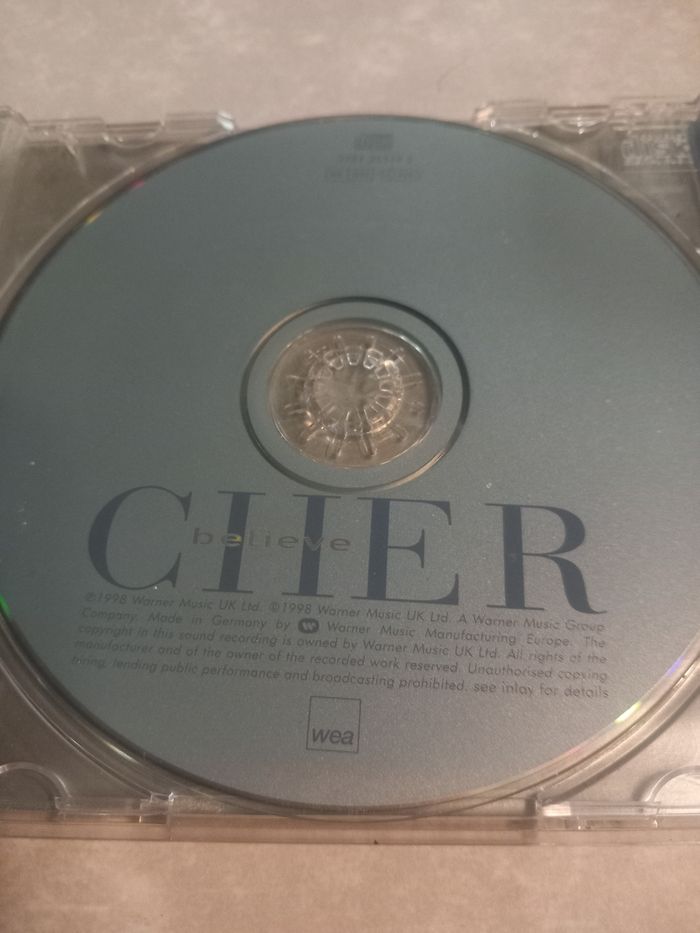 CHER
believe
℗1998 Warner Music UK Ltd. ©1998 Warner Music UK Ltd. A Warner Music Group
Company. Made in Germany by Warner Music Manufacturing Europe. The
copyright in this sound recording is owned by Warner Music UK Ltd. All rights of the
manufacturer and of the owner of the recorded work reserved. Unauthorised copying
hiring, lending public performance and broadcasting prohibited. see inlay for details
wea